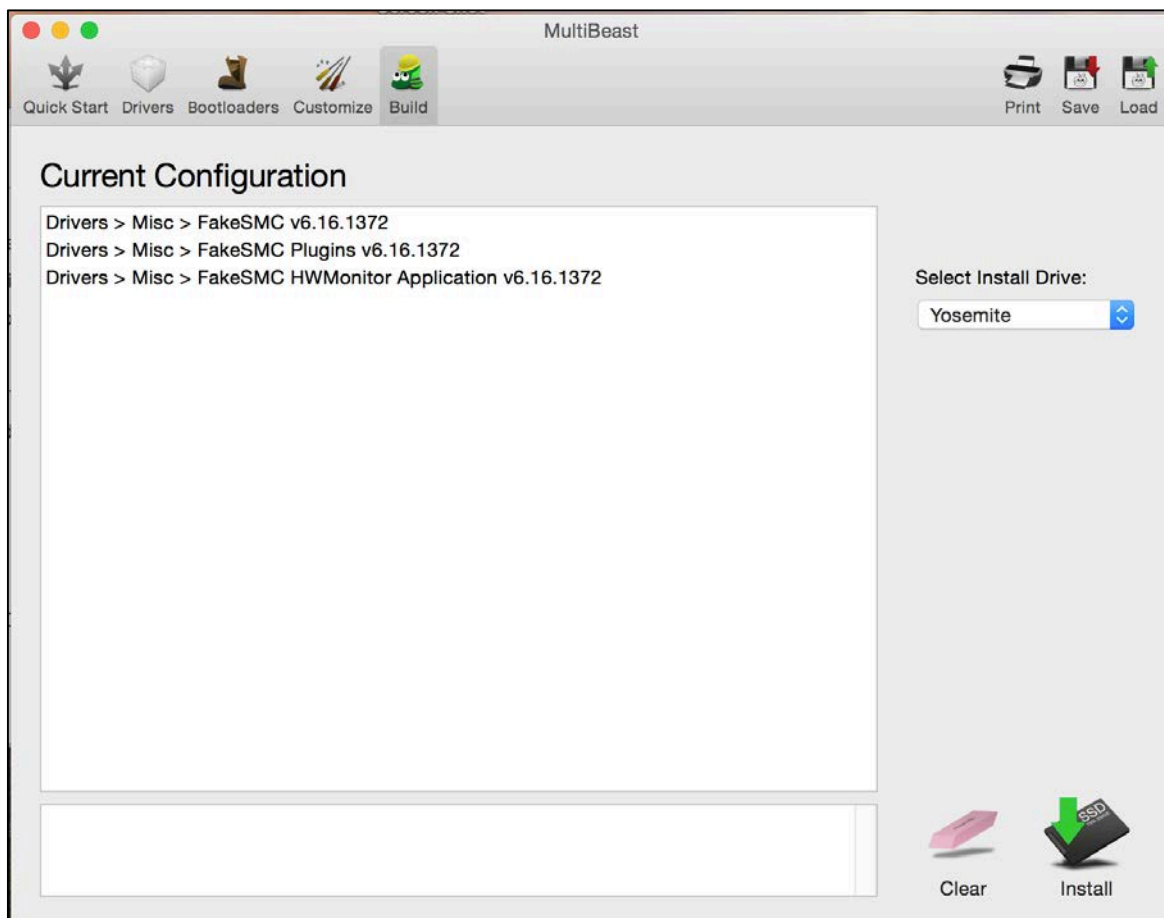 MultiBeast
Quick Start Drivers Bootloaders Customize Build Print Save Load
Current Configuration
Drivers > Misc > FakeSMC v6.16.1372
Drivers > Misc > FakeSMC Plugins v6.16.1372
Drivers > Misc > FakeSMC HWMonitor Application v6.16.1372
Select Install Drive:
Yosemite
SSD
Clear Install